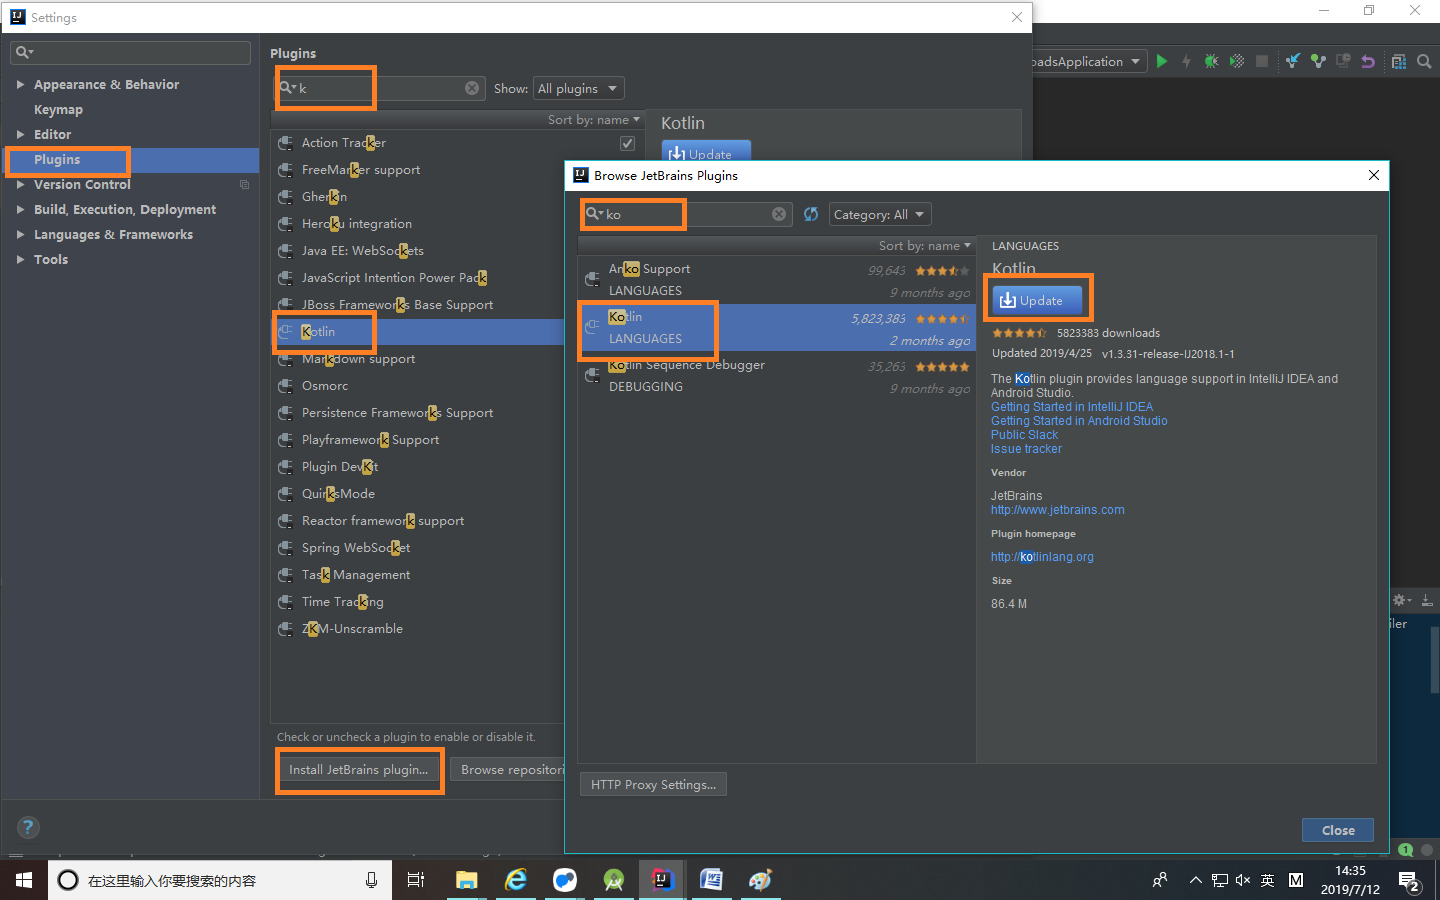 Settings
Appearance & Behavior
Keymap
Editor
Plugins
Version Control
Build, Execution, Deployment
Languages & Frameworks
Tools
Plugins
k
Show: All plugins
Sort by: name
Action Tracker
FreeMarker support
Gherkin
Heroku integration
Java EE: WebSockets
JavaScript Intention Power Pack
JBoss Frameworks Base Support
Kotlin
Markdown support
Osmorc
Persistence Frameworks Support
Playframework Support
Plugin DevKit
QuirksMode
Reactor framework support
Spring WebSocket
Task Management
Time Tracking
ZKM-Unscramble
Check or uncheck a plugin to enable or disable it.
Install JetBrains plugin...
Browse repositori
Kotlin
Update
oadsApplication
Browse JetBrains Plugins
ko
Category: All
Sort by: name
Anko Support 99,643
LANGUAGES 9 months ago
Kotlin 5,823,383
LANGUAGES 2 months ago
Kotlin Sequence Debugger 35,263
DEBUGGING 9 months ago
LANGUAGES
Kotlin
Update
5823383 downloads
Updated 2019/4/25 v1.3.31-release-IJ2018.1-1
The Kotlin plugin provides language support in IntelliJ IDEA and
Android Studio.
Getting Started in IntelliJ IDEA
Getting Started in Android Studio
Public Slack
Issue tracker
Vendor
JetBrains
http://www.jetbrains.com
Plugin homepage
http://kotlinlang.org
Size
86.4 M
HTTP Proxy Settings...
Close
iler
1
在这里输入你要搜索的内容
英
M
14:35
2019/7/12
2